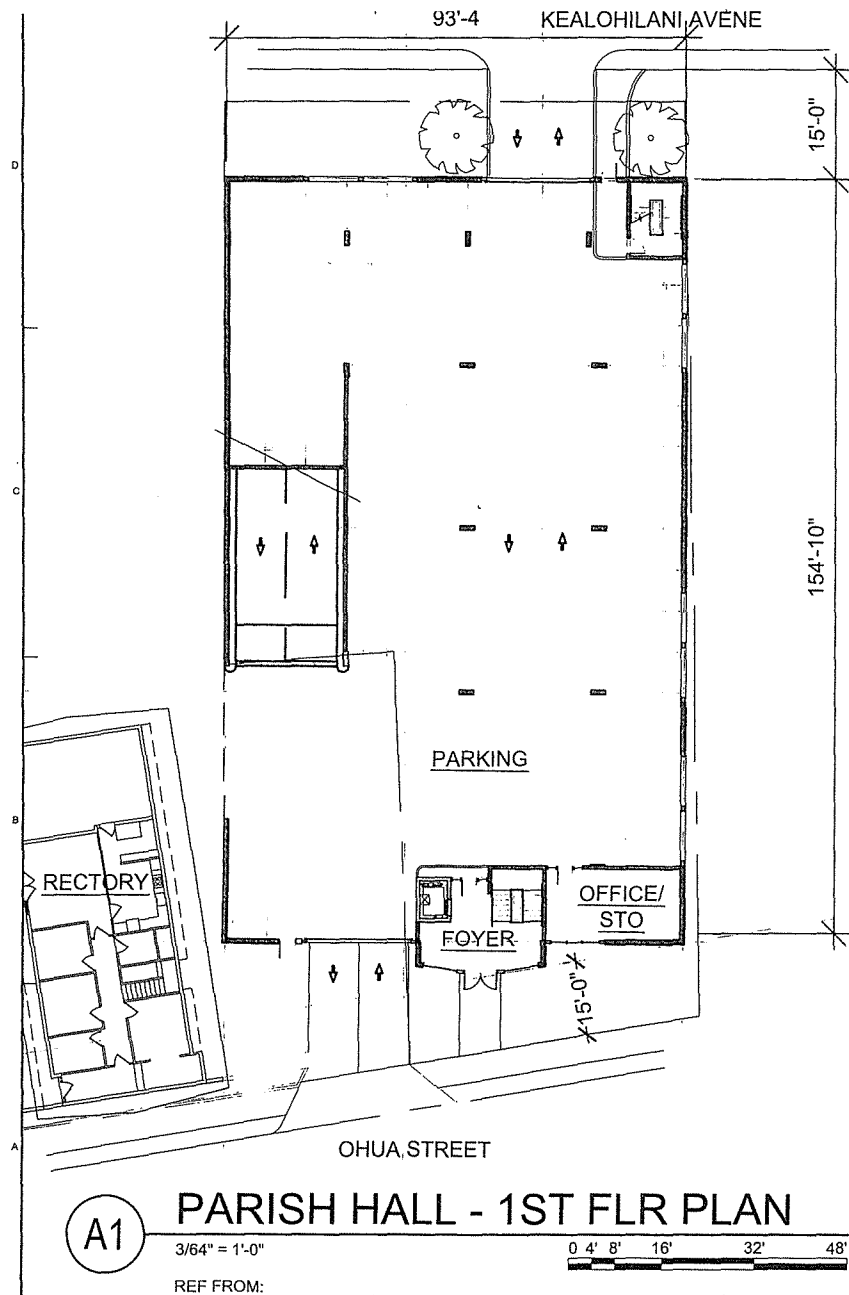 93'-4 KEALOHILANI AVENE
15'-0"
D
C
154'-10"
PARKING
B
RECTORY
OFFICE/
STO
FOYER
15'-0"
OHUA STREET
A
A1
PARISH HALL - 1ST FLR PLAN
3/64" = 1'-0"
0 4' 8' 16' 32' 48'
REF FROM: